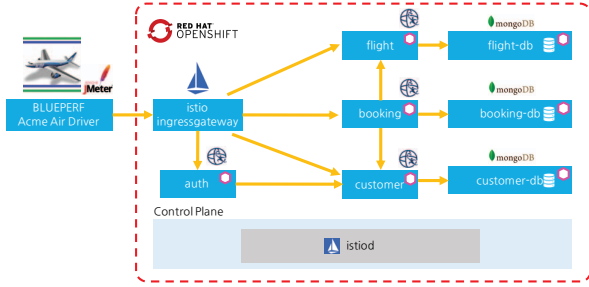 RED HAT
OPENSHIFT
mongoDB
flight
flight-db
JMeter
mongoDB
BLUEPERF
Acme Air Driver
istio
ingressgateway
booking
booking-db
mongoDB
auth
customer
customer-db
Control Plane
istiod